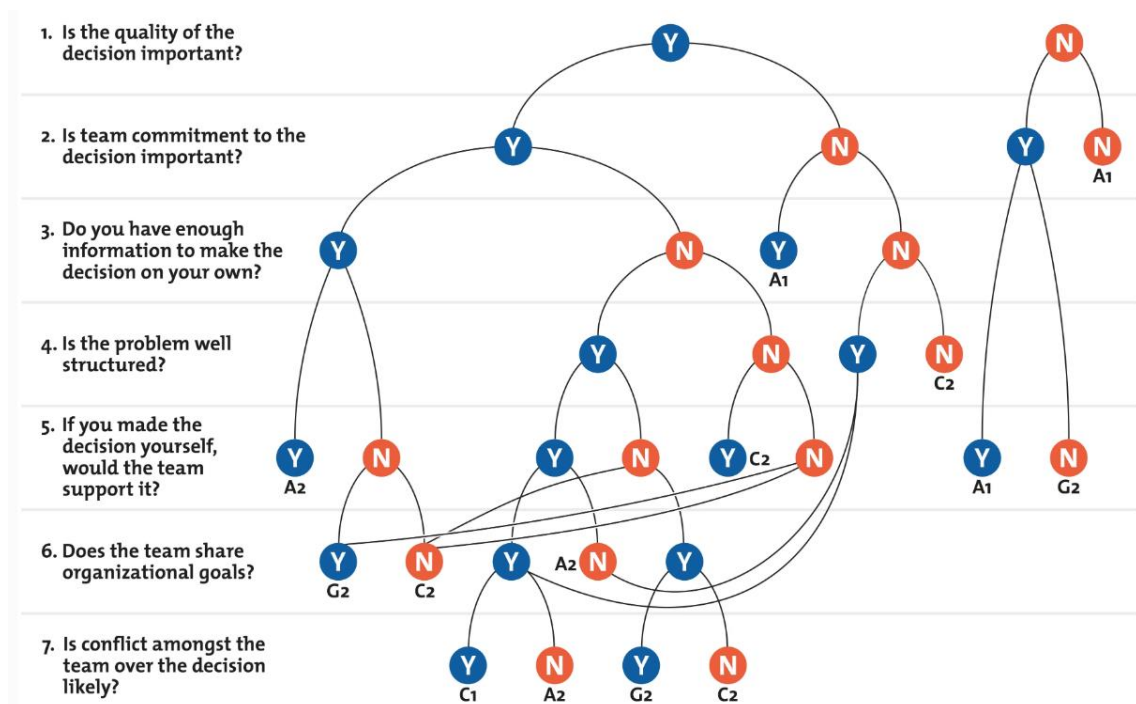 1. Is the quality of the
decision important?
Y
N
2. Is team commitment to the
decision important?
Y
N
Y
N
A1
3. Do you have enough
information to make the
decision on your own?
Y
N
Y
A1
N
4. Is the problem well
structured?
Y
N
Y
N
C2
5. If you made the
decision yourself,
would the team
support it?
Y
A2
N
Y
N
Y C2
N
Y
A1
N
G2
6. Does the team share
organizational goals?
Y
G2
N
C2
Y
A2 N
Y
7. Is conflict amongst the
team over the decision
likely?
Y
C1
N
A2
Y
G2
N
C2